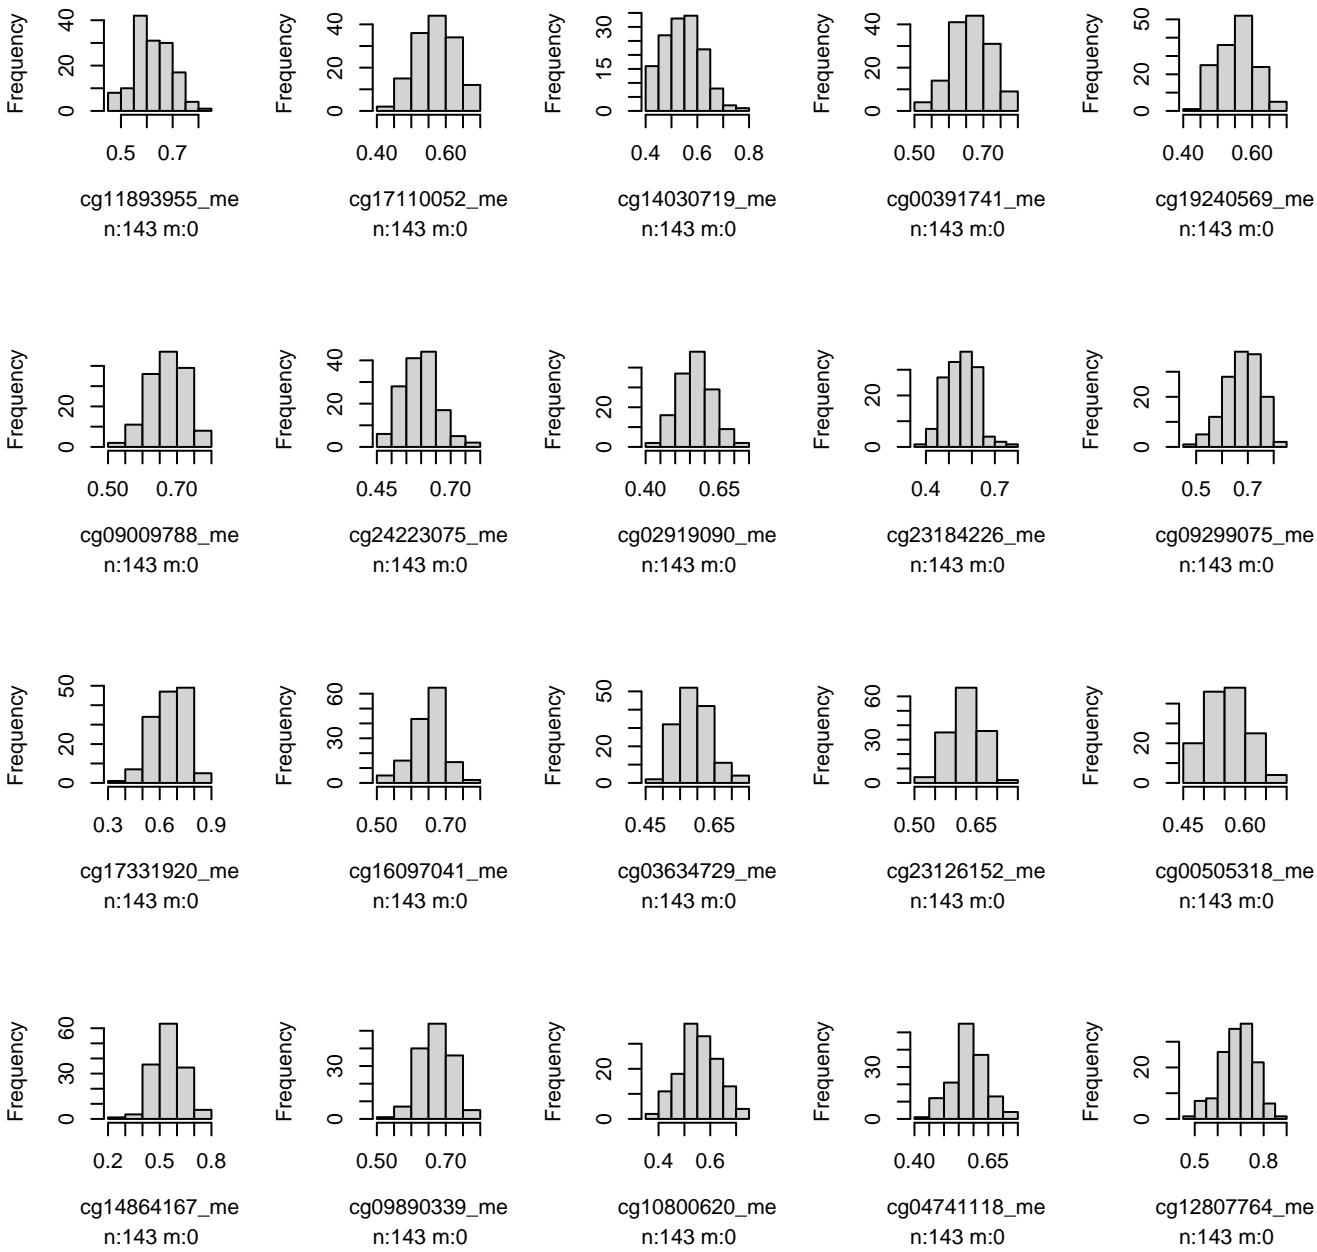 Frequency
0 20 40
0.5 0.7
cg11893955_me
n:143 m:0
Frequency
0 20 40
0.40 0.60
cg17110052_me
n:143 m:0
Frequency
0 15 30
0.4 0.6 0.8
cg14030719_me
n:143 m:0
Frequency
0 20 40
0.50 0.70
cg00391741_me
n:143 m:0
Frequency
0 20 50
0.40 0.60
cg19240569_me
n:143 m:0
Frequency
0 20
0.50 0.70
cg09009788_me
n:143 m:0
Frequency
0 20 40
0.45 0.70
cg24223075_me
n:143 m:0
Frequency
0 20
0.40 0.65
cg02919090_me
n:143 m:0
Frequency
0 20
0.4 0.7
cg23184226_me
n:143 m:0
Frequency
0 20
0.5 0.7
cg09299075_me
n:143 m:0
Frequency
0 20 50
0.3 0.6 0.9
cg17331920_me
n:143 m:0
Frequency
0 30 60
0.50 0.70
cg16097041_me
n:143 m:0
Frequency
0 20 50
0.45 0.65
cg03634729_me
n:143 m:0
Frequency
0 30 60
0.50 0.65
cg23126152_me
n:143 m:0
Frequency
0 20
0.45 0.60
cg00505318_me
n:143 m:0
Frequency
0 30 60
0.2 0.5 0.8
cg14864167_me
n:143 m:0
Frequency
0 30
0.50 0.70
cg09890339_me
n:143 m:0
Frequency
0 20
0.4 0.6
cg10800620_me
n:143 m:0
Frequency
0 30
0.40 0.65
cg04741118_me
n:143 m:0
Frequency
0 20
0.5 0.8
cg12807764_me
n:143 m:0